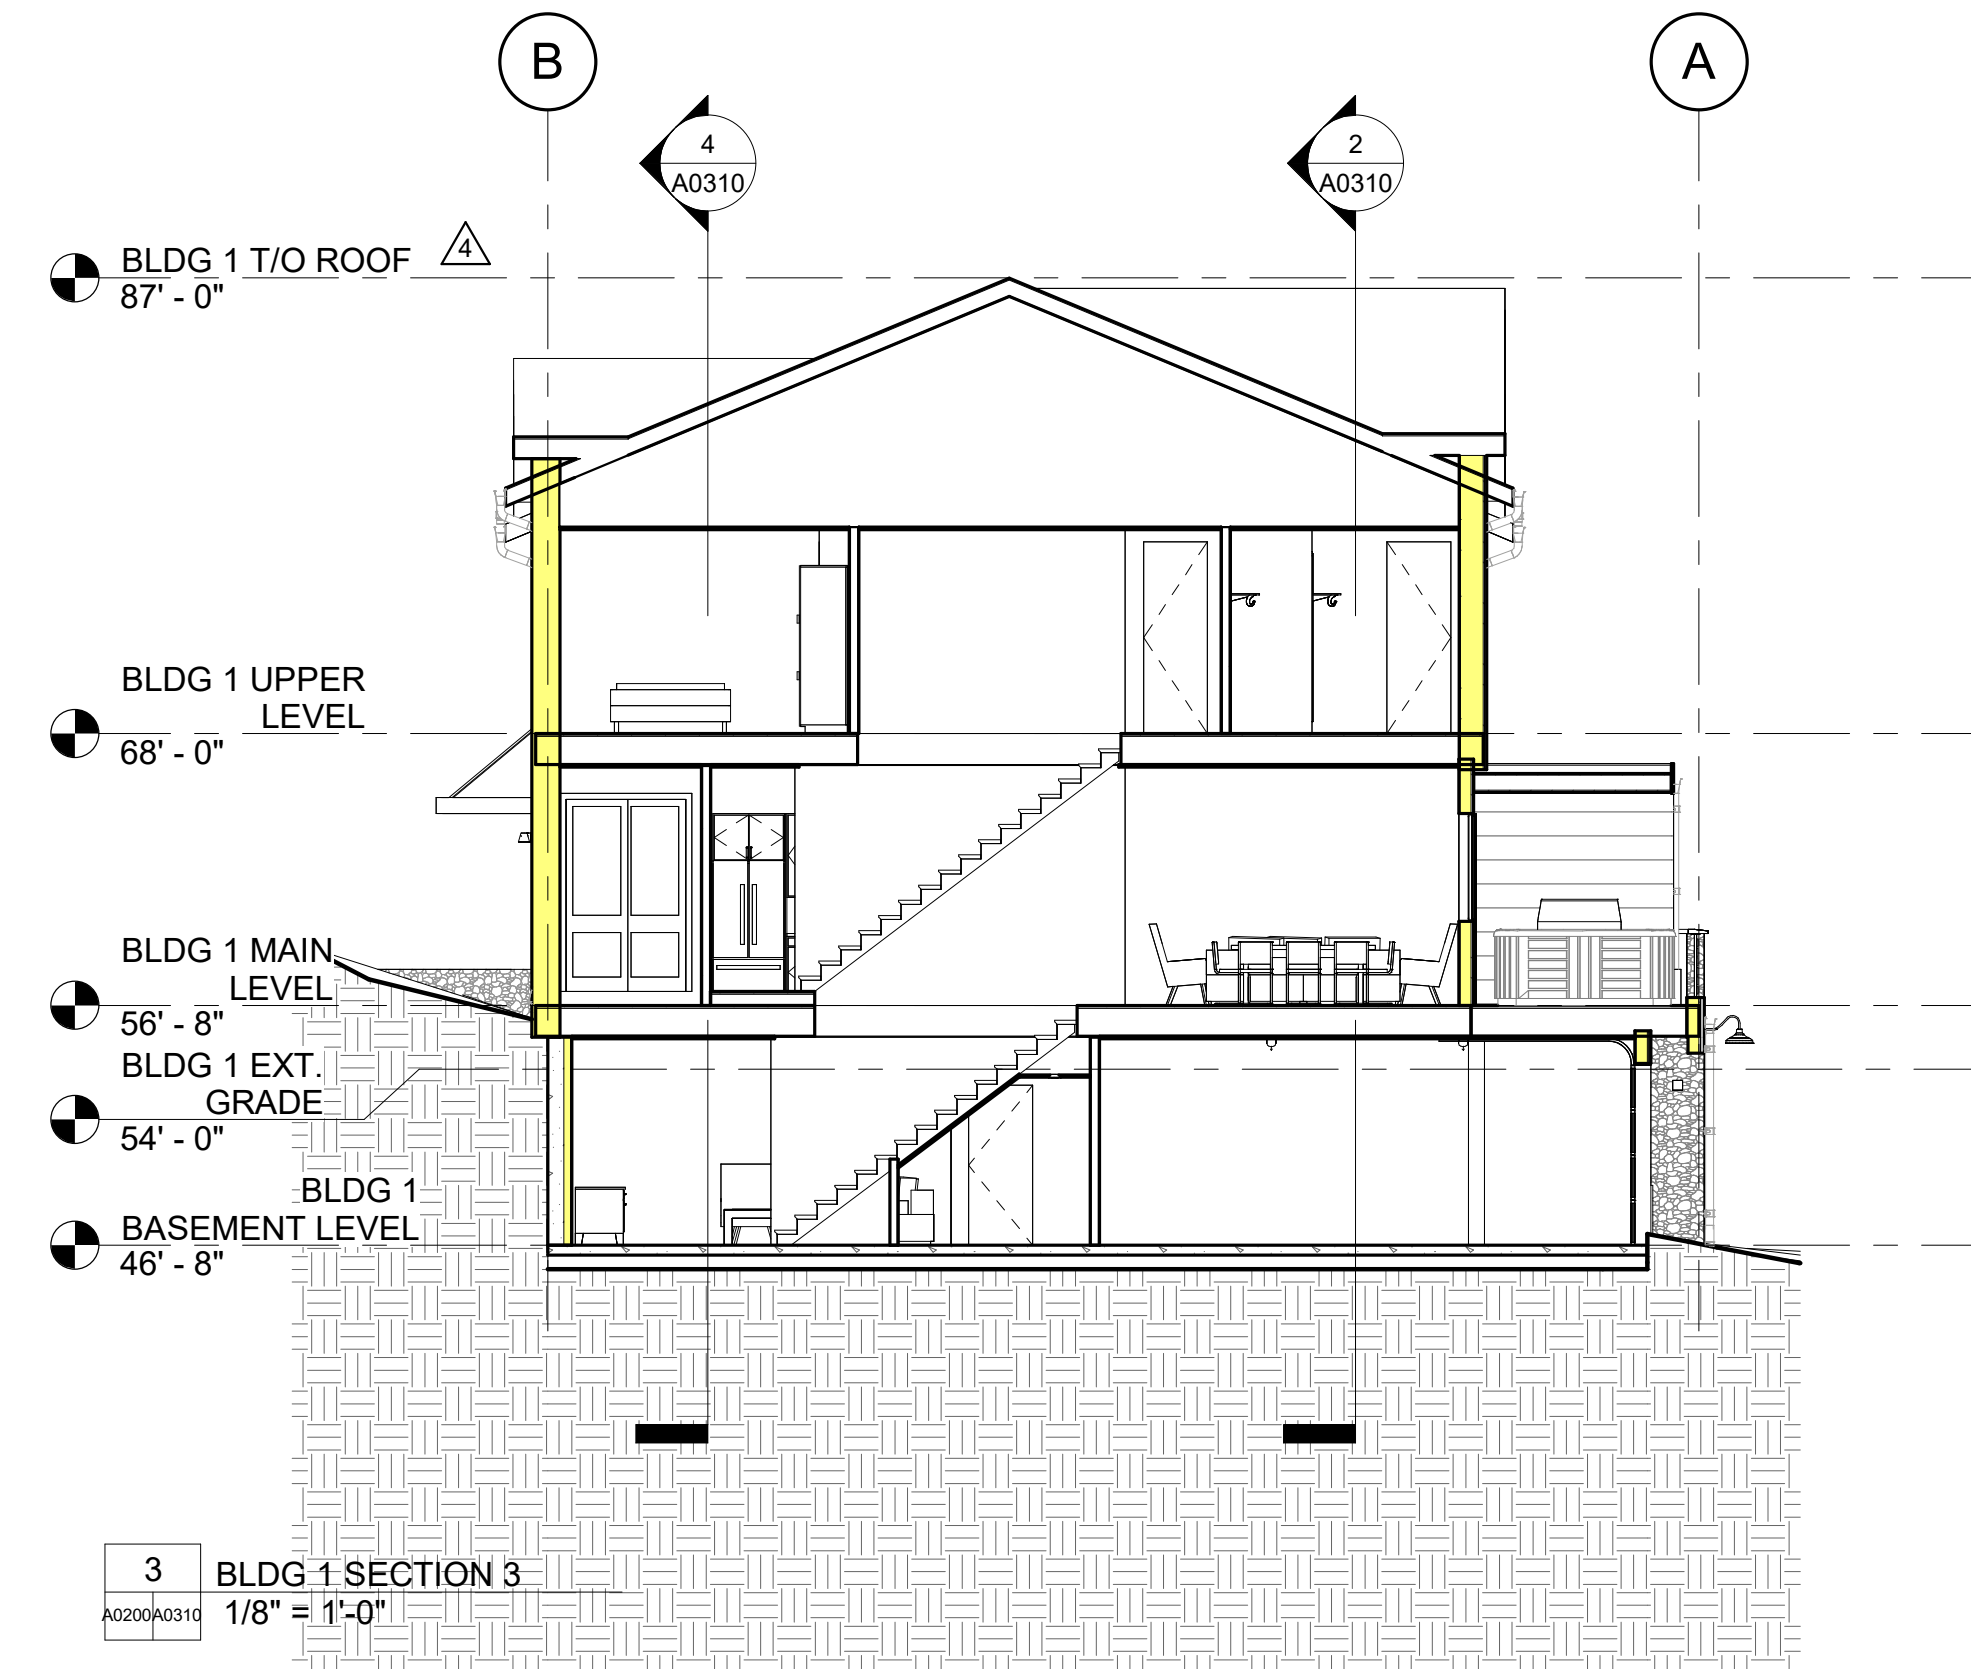 B
A
4
A0310
2
A0310
BLDG 1 T/O ROOF
4
87' - 0"
BLDG 1 UPPER
LEVEL
68' - 0"
BLDG 1 MAIN
LEVEL
56' - 8"
BLDG 1 EXT.
GRADE
54' - 0"
BLDG 1
BASEMENT LEVEL
46' - 8"
3
A0200 A0310
BLDG 1 SECTION 3
1/8" = 1'-0"